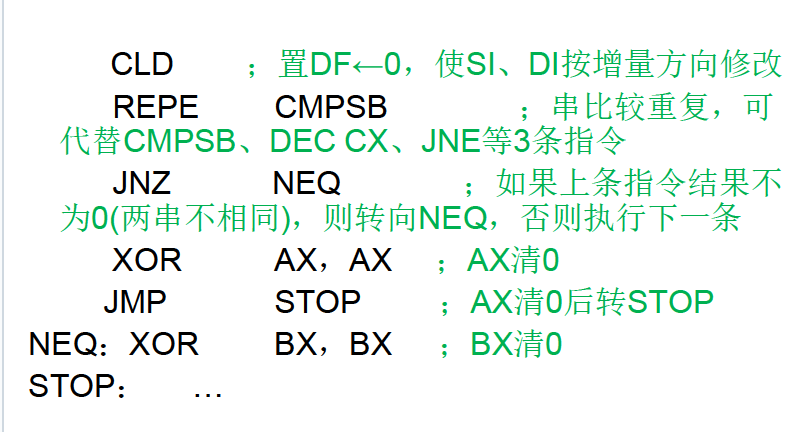 CLD ；置DF←0，使SI、DI按增量方向修改
REPE CMPSB ；串比较重复，可
代替CMPSB、DEC CX、JNE等3条指令
JNZ NEQ ；如果上条指令结果不
为0(两串不相同)，则转向NEQ，否则执行下一条
XOR AX，AX ；AX清0
JMP STOP ；AX清0后转STOP
NEQ：XOR BX，BX ；BX清0
STOP： …